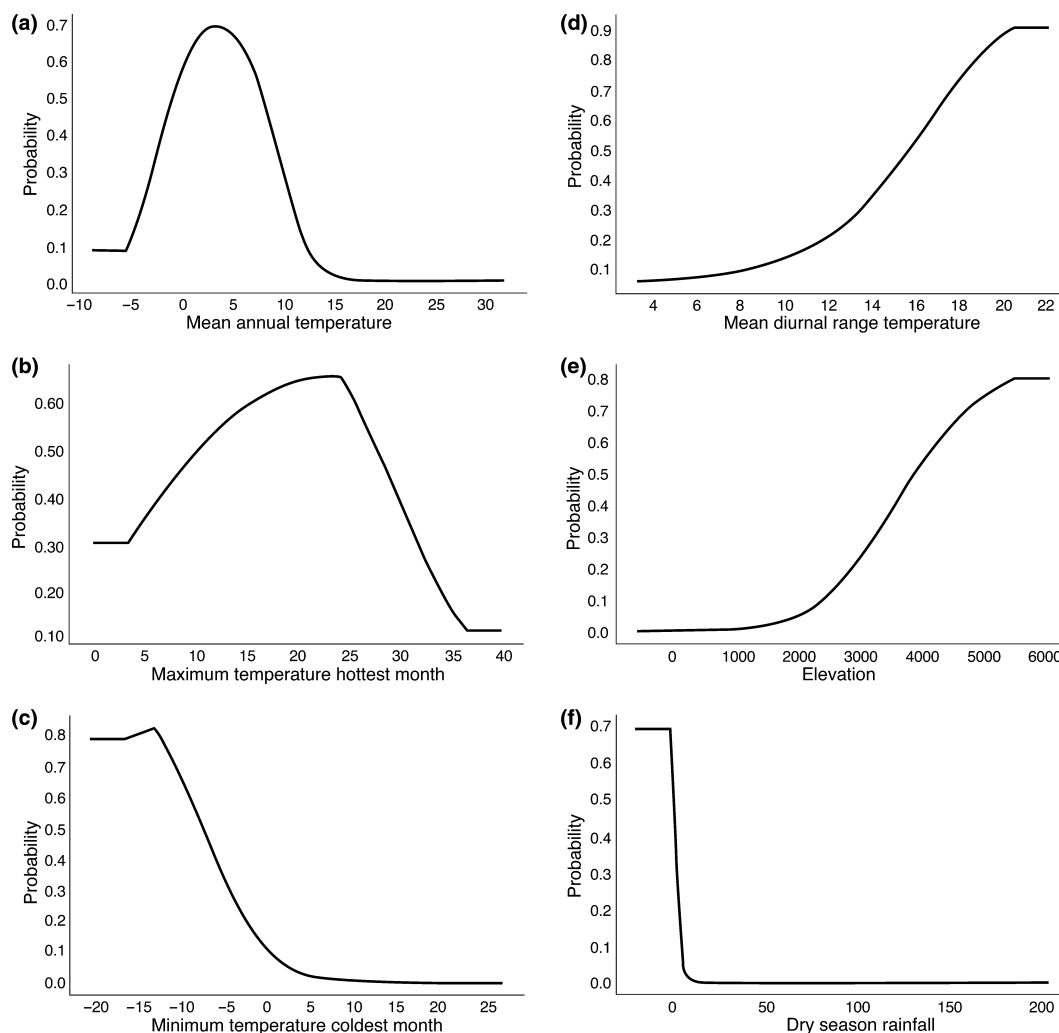 (a)
Probability
0.7
0.6
0.5
0.4
0.3
0.2
0.1
0.0
−10 −5 0 5 10 15 20 25 30
Mean annual temperature
(b)
Probability
0.60
0.50
0.40
0.30
0.20
0.10
0 5 10 15 20 25 30 35 40
Maximum temperature hottest month
(c)
Probability
0.8
0.7
0.6
0.5
0.4
0.3
0.2
0.1
0.0
−20 −15 −10 −5 0 5 10 15 20 25
Minimum temperature coldest month
(d)
Probability
0.9
0.8
0.7
0.6
0.5
0.4
0.3
0.2
0.1
4 6 8 10 12 14 16 18 20 22
Mean diurnal range temperature
(e)
Probability
0.8
0.7
0.6
0.5
0.4
0.3
0.2
0.1
0.0
0 1000 2000 3000 4000 5000 6000
Elevation
(f)
Probability
0.7
0.6
0.5
0.4
0.3
0.2
0.1
0.0
0 50 100 150 200
Dry season rainfall